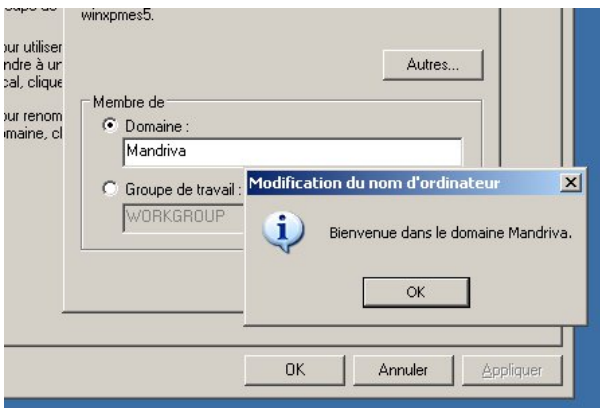 winxpmes5.
our utiliser
ndre à un
cal, clique
Autres...
Membre de
our renom
omaine, cl
Domaine :
Mandriva
Groupe de travail :
WORKGROUP
Modification du nom d'ordinateur
Bienvenue dans le domaine Mandriva.
OK
OK
Annuler
Appliquer